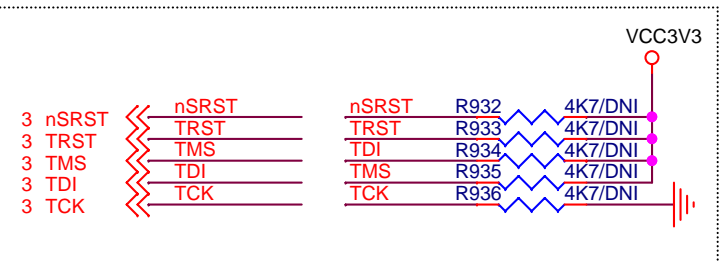 VCC3V3
3 nSRST nSRST nSRST R932 4K7/DNI
3 TRST TRST TRST R933 4K7/DNI
3 TMS TMS TDI R934 4K7/DNI
3 TDI TDI TMS R935 4K7/DNI
3 TCK TCK TCK R936 4K7/DNI